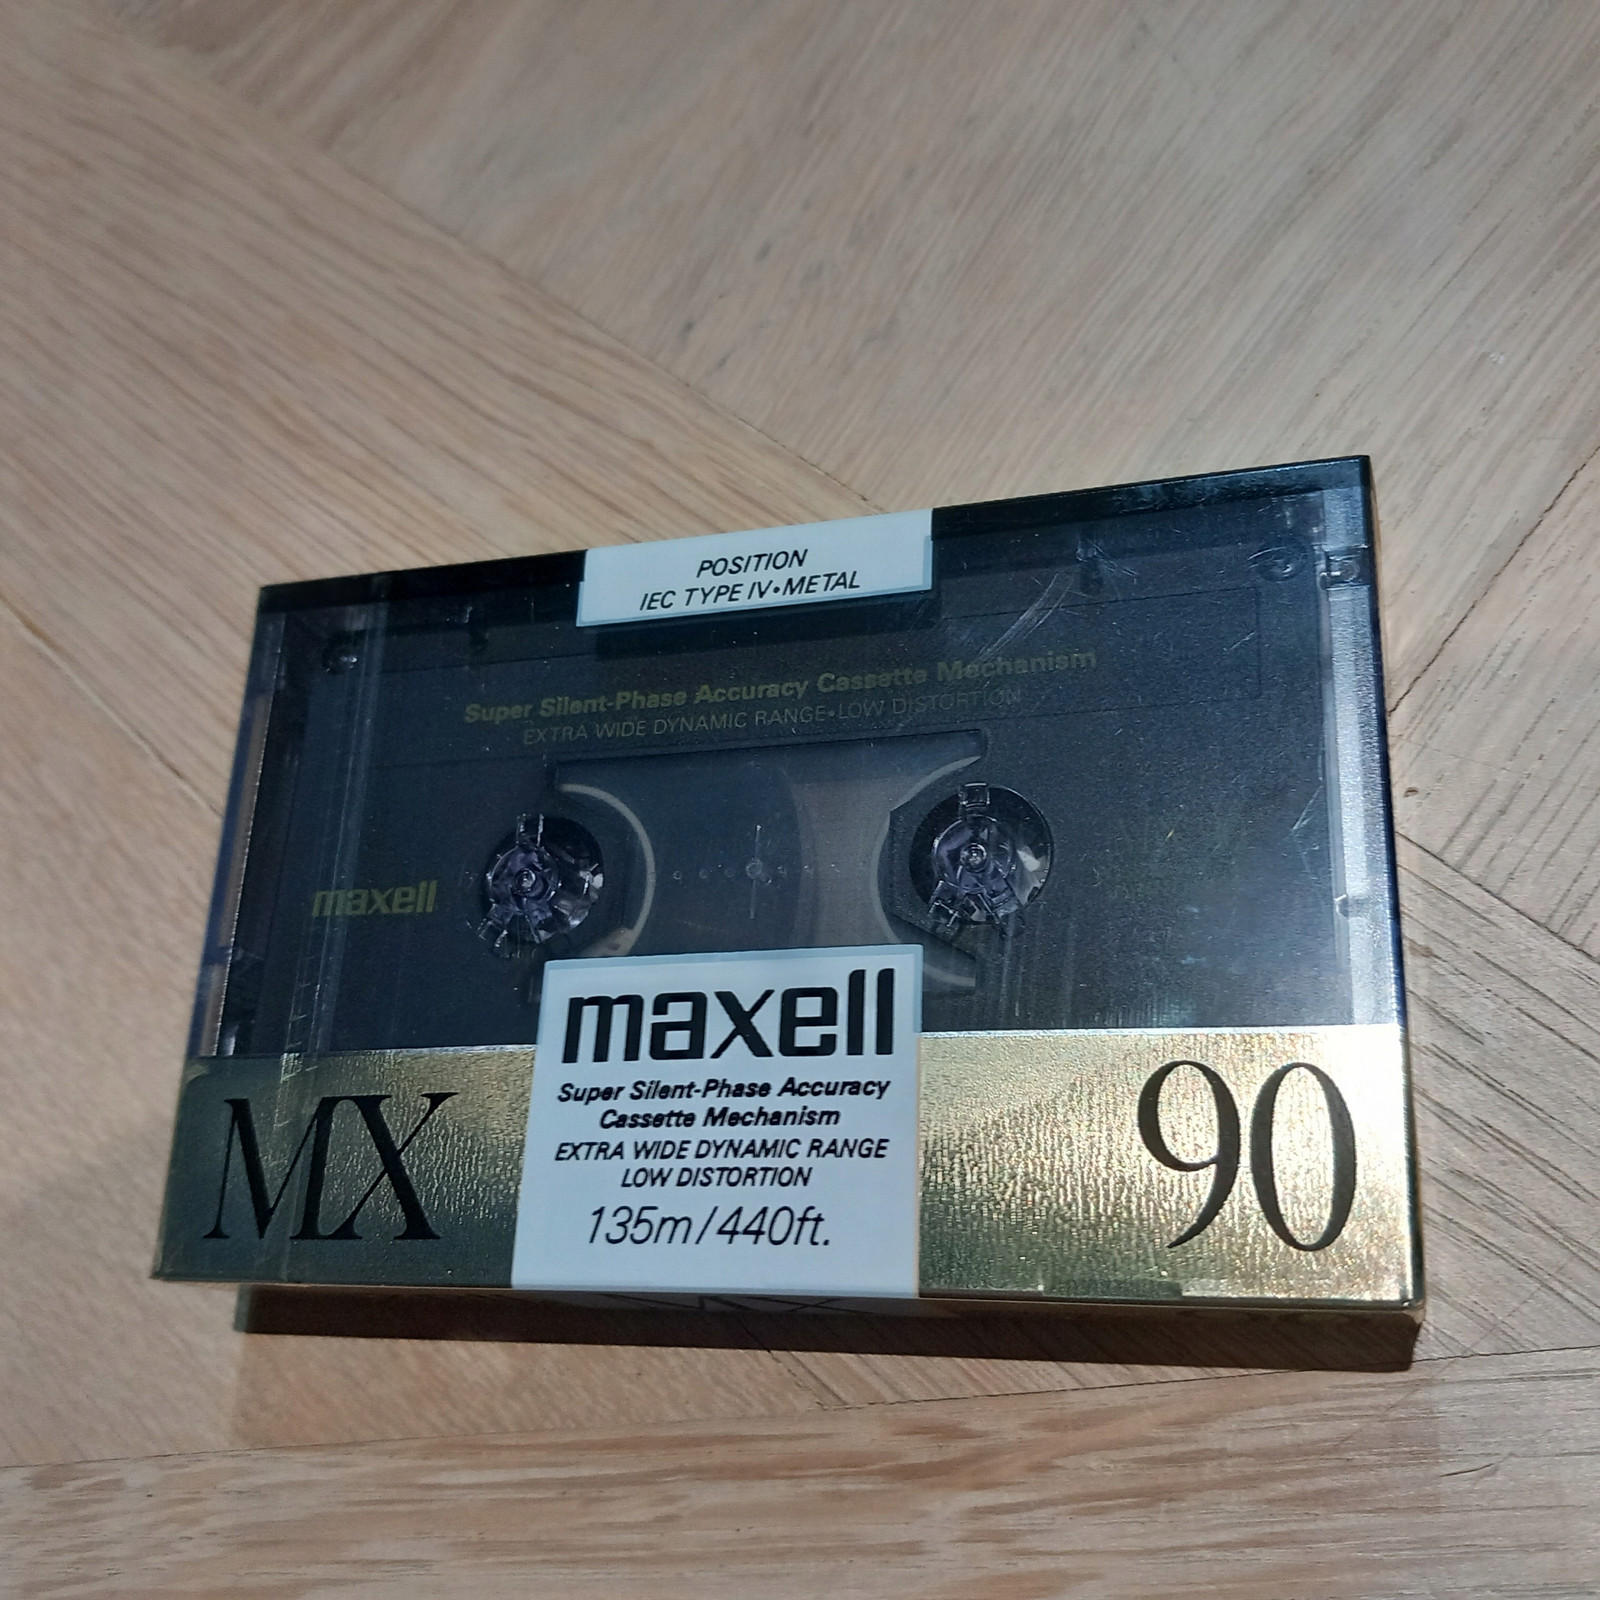 POSITION
IEC TYPE IV•METAL
Super Silent-Phase Accuracy Cassette Mechanism
EXTRA WIDE DYNAMIC RANGE•LOW DISTORTION
maxell
maxell
Super Silent-Phase Accuracy
Cassette Mechanism
EXTRA WIDE DYNAMIC RANGE
LOW DISTORTION
135m/440ft.
MX
90